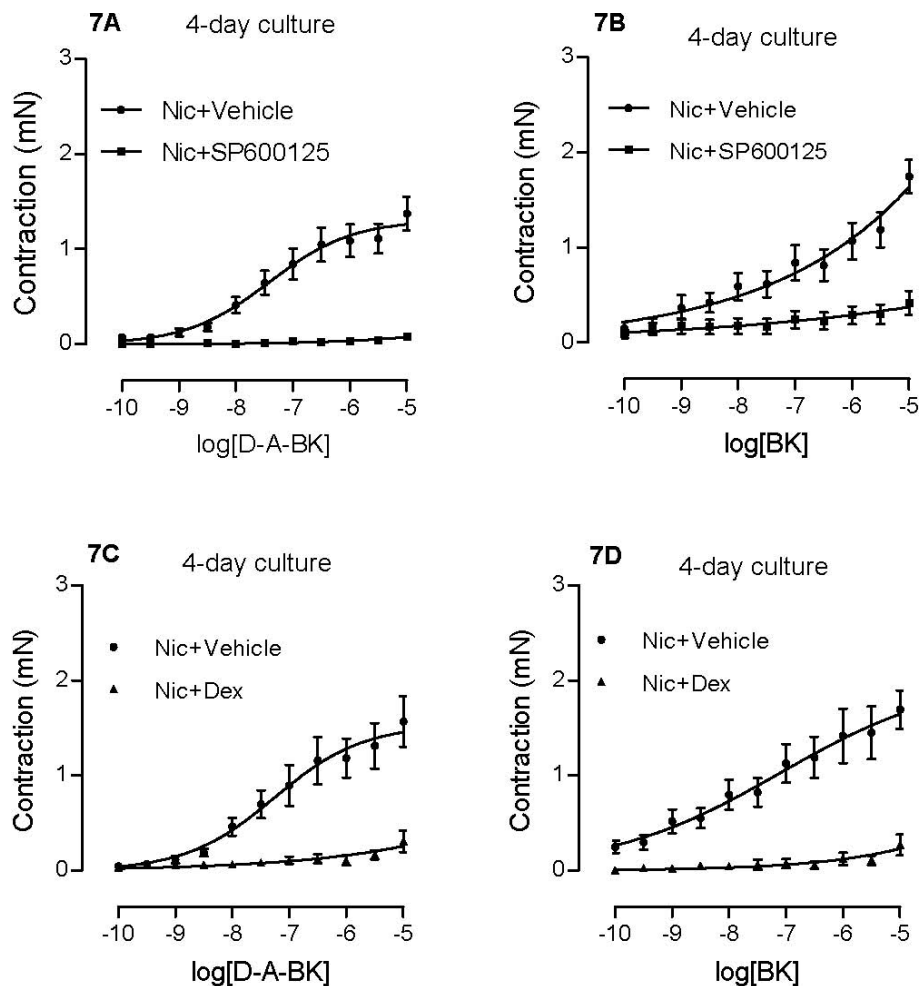 7A
4-day culture
Contraction (mN)
3
2
1
0
Nic+Vehicle
Nic+SP600125
-10 -9 -8 -7 -6 -5
log[D-A-BK]
7B
4-day culture
Contraction (mN)
3
2
1
0
Nic+Vehicle
Nic+SP600125
-10 -9 -8 -7 -6 -5
log[BK]
7C
4-day culture
Contraction (mN)
3
2
1
0
Nic+Vehicle
Nic+Dex
-10 -9 -8 -7 -6 -5
log[D-A-BK]
7D
4-day culture
Contraction (mN)
3
2
1
0
Nic+Vehicle
Nic+Dex
-10 -9 -8 -7 -6 -5
log[BK]